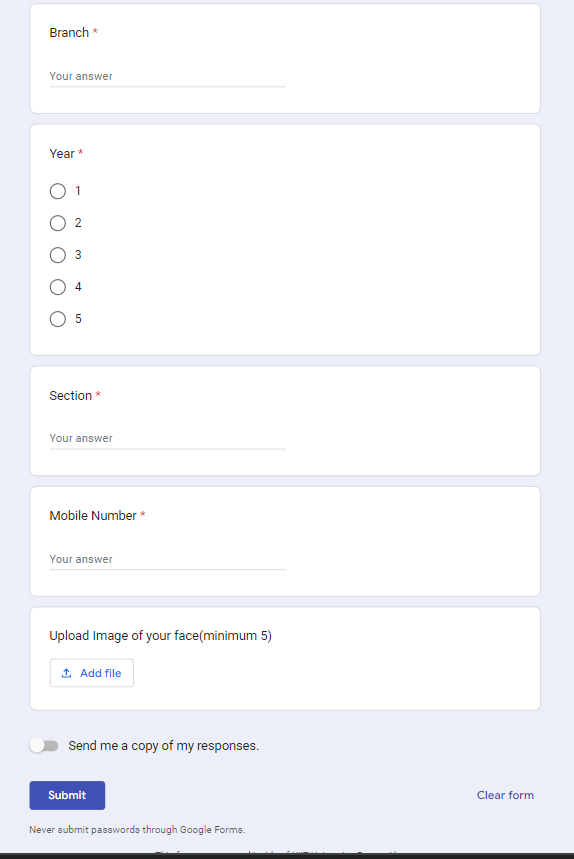 Branch *
Your answer
Year *
1
2
3
4
5
Section *
Your answer
Mobile Number *
Your answer
Upload Image of your face(minimum 5)
Add file
Send me a copy of my responses.
Submit
Clear form
Never submit passwords through Google Forms.